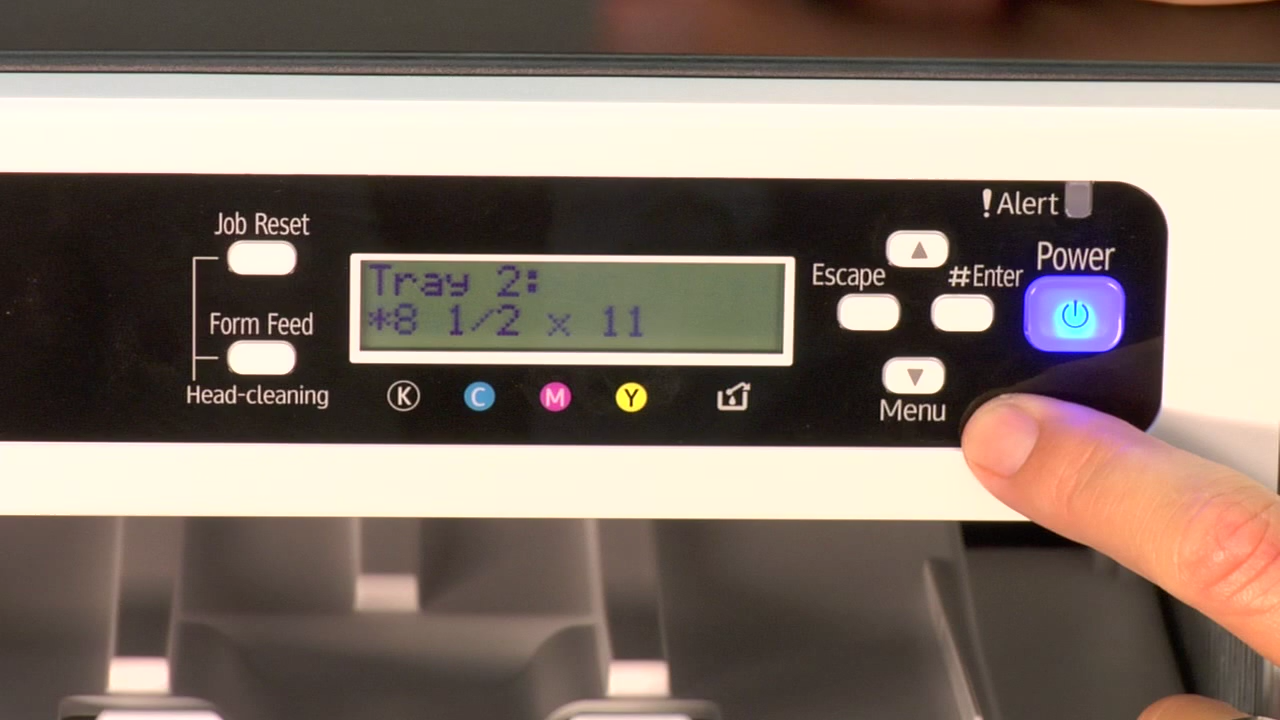 Job Reset
Form Feed
Head-cleaning
Tray 2:
*8 1/2 x 11
K C M Y
!Alert
Power
Escape
#Enter
Menu